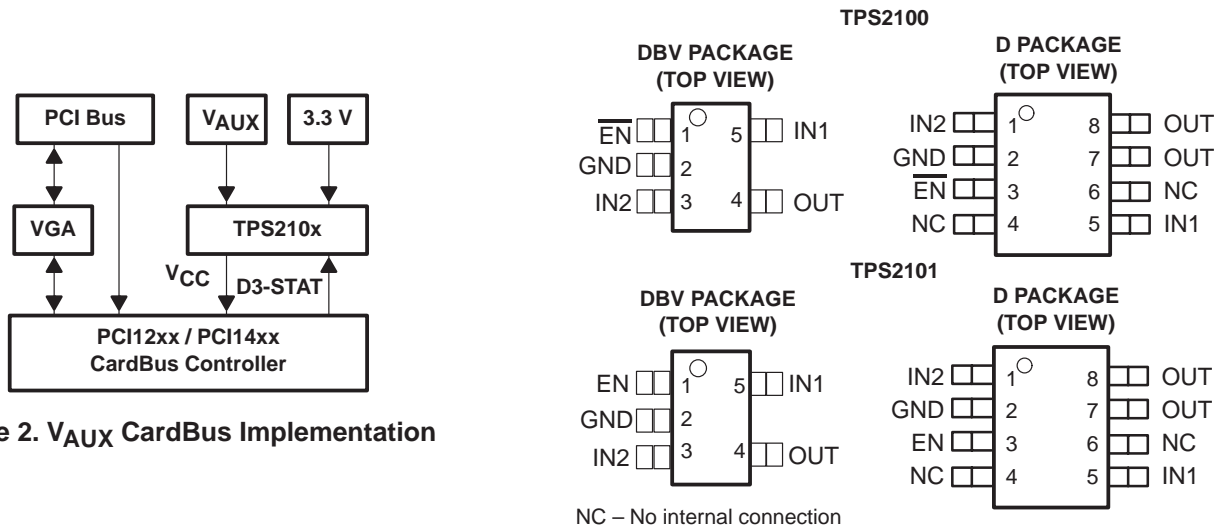 PCI Bus
VAUX
3.3 V
VGA
TPS210x
VCC
D3-STAT
PCI12xx / PCI14xx
CardBus Controller
e 2. VAUX CardBus Implementation
TPS2100
DBV PACKAGE
(TOP VIEW)
EN 1 5 IN1
GND 2
IN2 3 4 OUT
D PACKAGE
(TOP VIEW)
IN2 1 8 OUT
GND 2 7 OUT
EN 3 6 NC
NC 4 5 IN1
TPS2101
DBV PACKAGE
(TOP VIEW)
EN 1 5 IN1
GND 2
IN2 3 4 OUT
D PACKAGE
(TOP VIEW)
IN2 1 8 OUT
GND 2 7 OUT
EN 3 6 NC
NC 4 5 IN1
NC – No internal connection